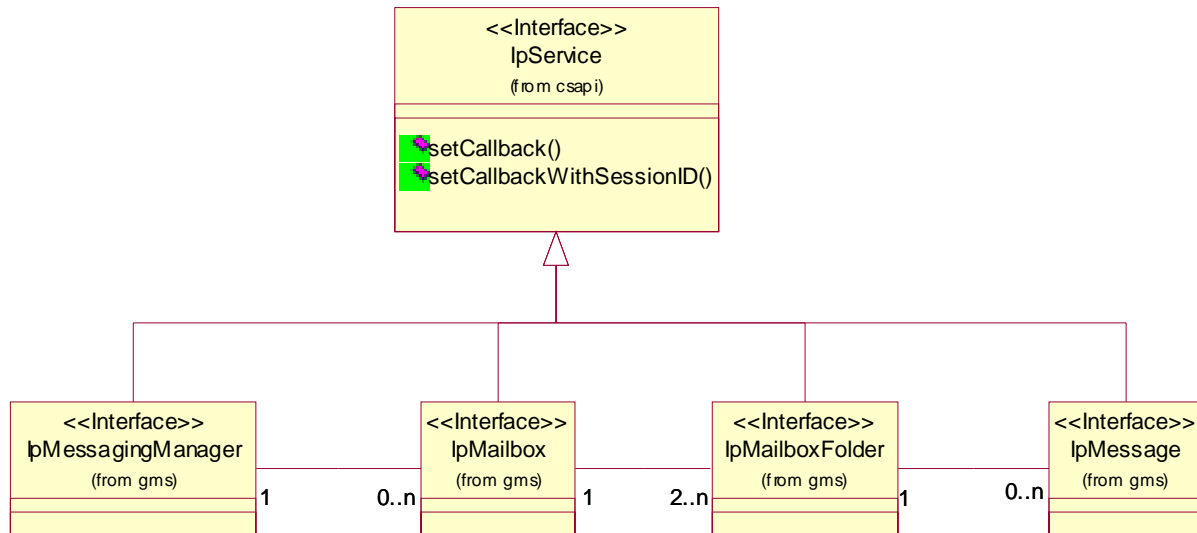 <<Interface>>
IpService
(from csapi)
setCallback()
setCallbackWithSessionID()
<<Interface>>
IpMessagingManager
(from gms)
<<Interface>>
IpMailbox
(from gms)
<<Interface>>
IpMailboxFolder
(from gms)
<<Interface>>
IpMessage
(from gms)
1
0..n
1
2..n
1
0..n